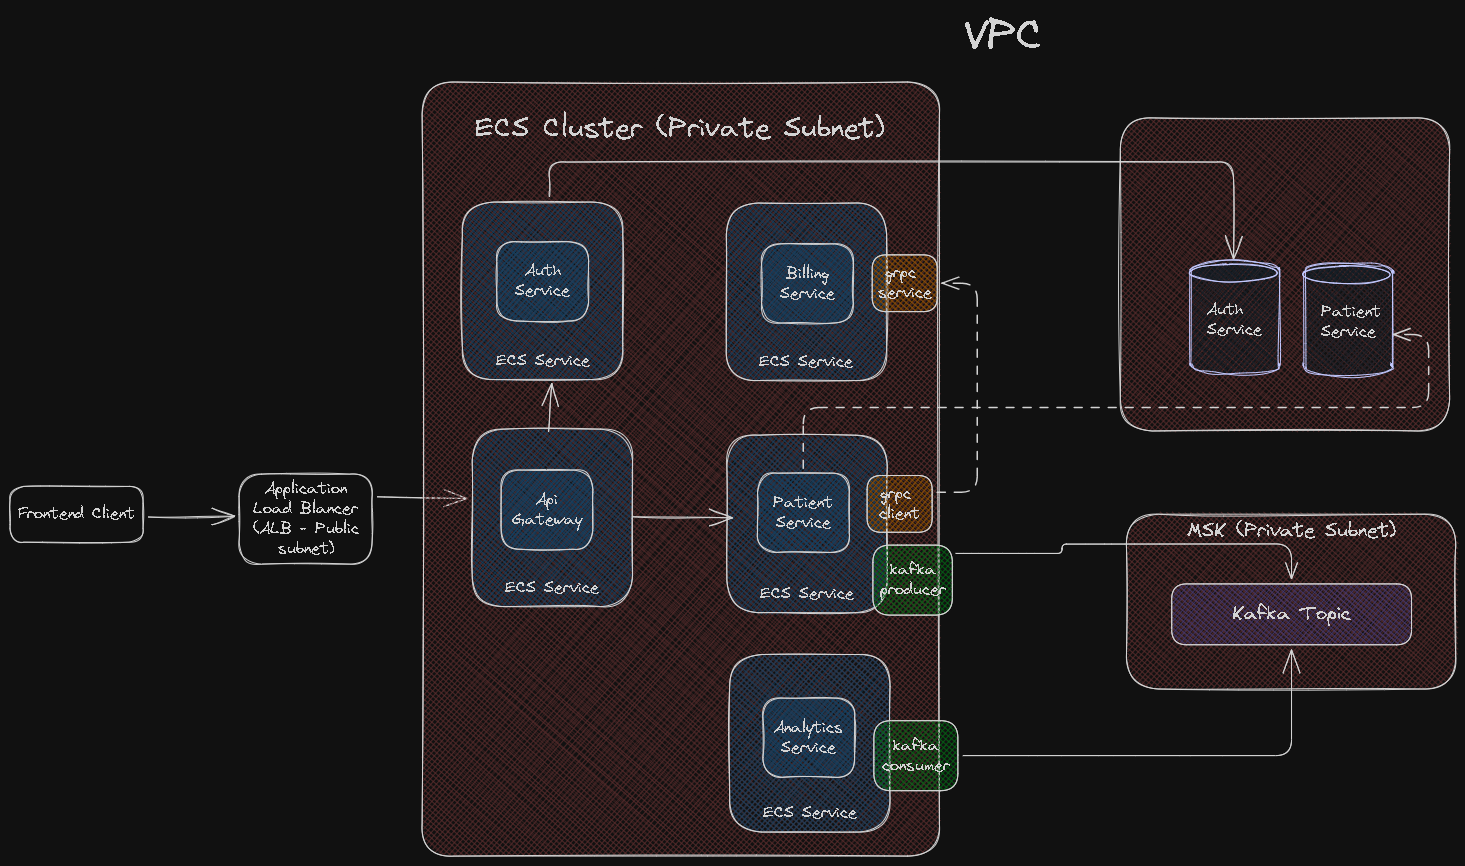 VPC
ECS Cluster (Private Subnet)
Auth
Service
ECS Service
Billing
Service
ECS Service
grpc
service
Auth
Service
Patient
Service
Frontend Client
Application
Load Blancer
(ALB - Public
subnet)
Api
Gateway
ECS Service
Patient
Service
ECS Service
grpc
client
kafka
producer
MSK (Private Subnet)
Kafka Topic
Analytics
Service
ECS Service
kafka
consumer